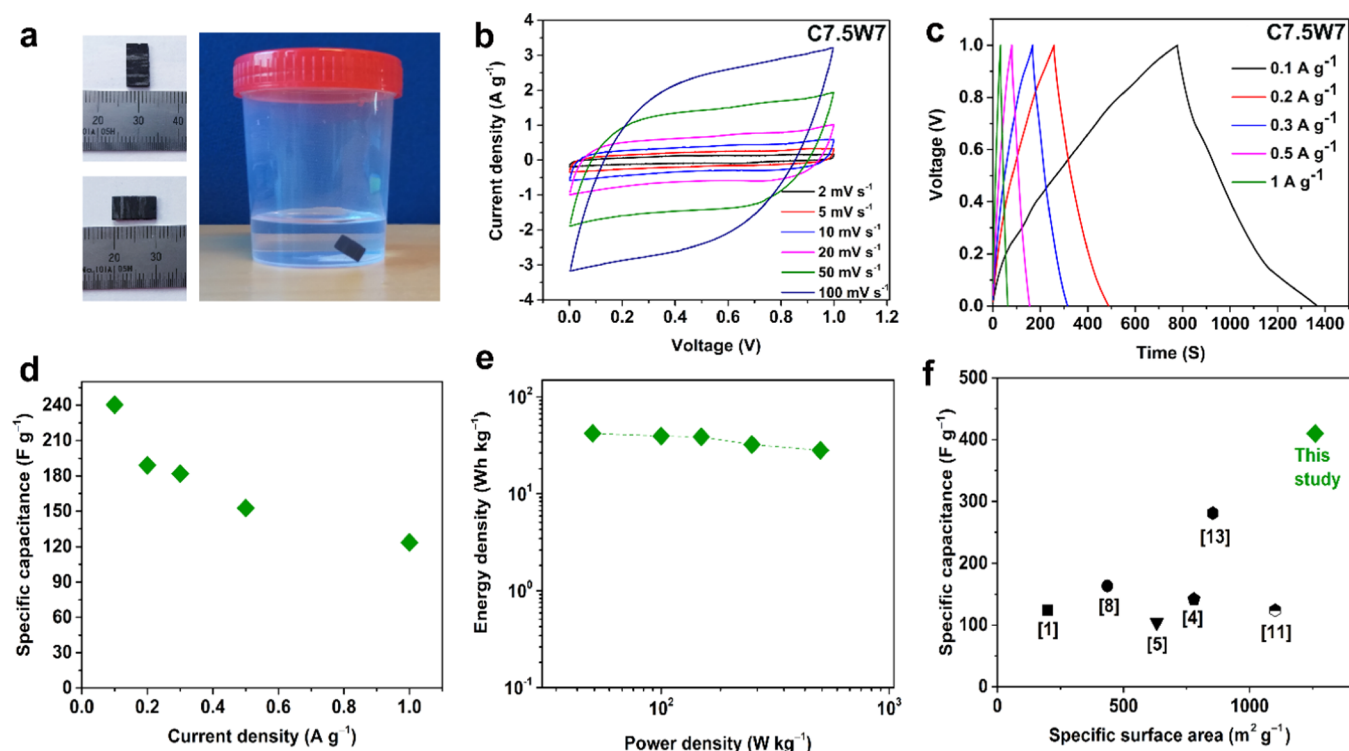 a
20 30 40
101A | OSH
20 30
No.101A | OSH
b
C7.5W7
Current density (A g⁻¹)
4
3
2
1
0
-1
-2
-3
-4
2 mV s⁻¹
5 mV s⁻¹
10 mV s⁻¹
20 mV s⁻¹
50 mV s⁻¹
100 mV s⁻¹
0.0 0.2 0.4 0.6 0.8 1.0 1.2
Voltage (V)
c
C7.5W7
Voltage (V)
1.0
0.8
0.6
0.4
0.2
0.0
0.1 A g⁻¹
0.2 A g⁻¹
0.3 A g⁻¹
0.5 A g⁻¹
1 A g⁻¹
0 200 400 600 800 1000 1200 1400
Time (S)
d
Specific capacitance (F g⁻¹)
240
210
180
150
120
90
60
30
0
0.0 0.2 0.4 0.6 0.8 1.0
Current density (A g⁻¹)
e
Energy density (Wh kg⁻¹)
10²
10¹
10⁰
10⁻¹
10² 10³
Power density (W kg⁻¹)
f
Specific capacitance (F g⁻¹)
500
400
300
200
100
0
This
study
[13]
[1]
[8]
[5]
[4]
[11]
0 500 1000
Specific surface area (m² g⁻¹)